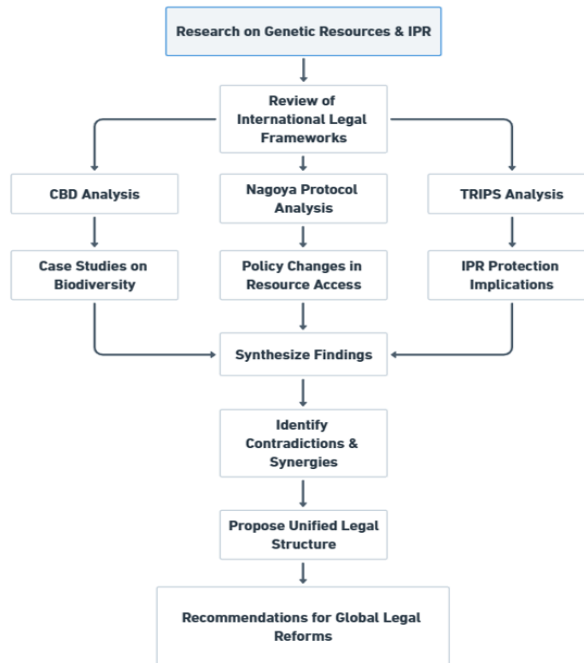 Research on Genetic Resources & IPR
Review of
International Legal
Frameworks
CBD Analysis
Nagoya Protocol
Analysis
TRIPS Analysis
Case Studies on
Biodiversity
Policy Changes in
Resource Access
IPR Protection
Implications
Synthesize Findings
Identify
Contradictions &
Synergies
Propose Unified Legal
Structure
Recommendations for Global Legal
Reforms